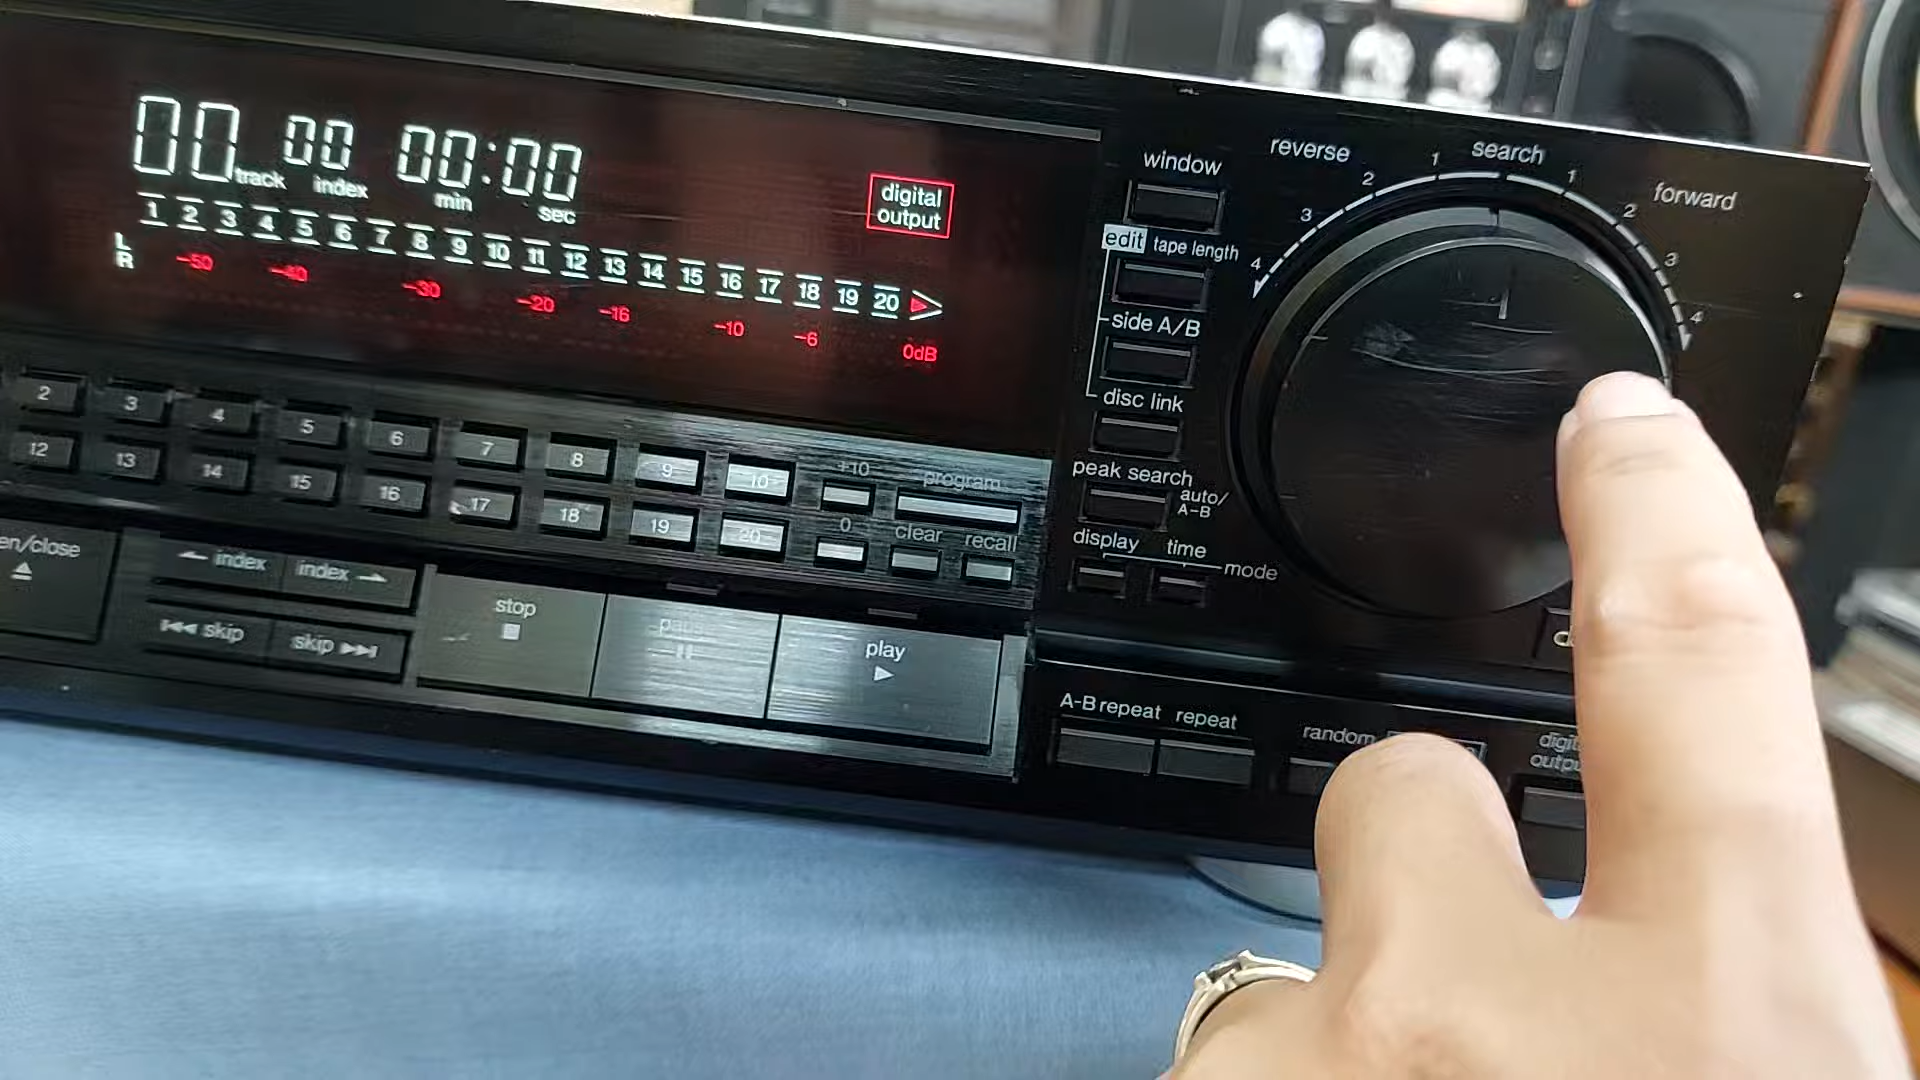 00 track 00 index 00 min : 00 sec
1 2 3 4 5 6 7 8 9 10 11 12 13 14 15 16 17 18 19 20
L
R
-50 -40 -30 -20 -16 -10 -6 0dB
digital
output
2 3 4 5 6 7 8 9 10 +10 program
12 13 14 15 16 17 18 19 20 0 clear recall
en/close
index index
skip skip
stop
pause
play
window
edit tape length
side A/B
disc link
peak search
auto/
A-B
display time
mode
reverse search forward
4 3 2 1 1 2 3 4
A-B repeat repeat
random